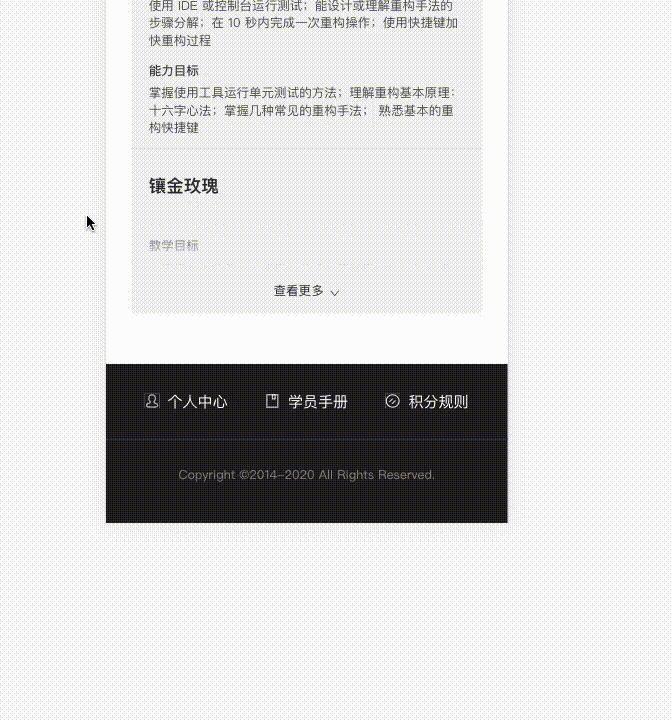 使用 IDE 或控制台运行测试；能设计或理解重构手法的
步骤分解；在 10 秒内完成一次重构操作；使用快捷键加
快重构过程
能力目标
掌握使用工具运行单元测试的方法；理解重构基本原理：
十六字心法；掌握几种常见的重构手法； 熟悉基本的重
构快捷键
镶金玫瑰
教学目标
查看更多
个人中心 学员手册 积分规则
Copyright ©2014-2020 All Rights Reserved.